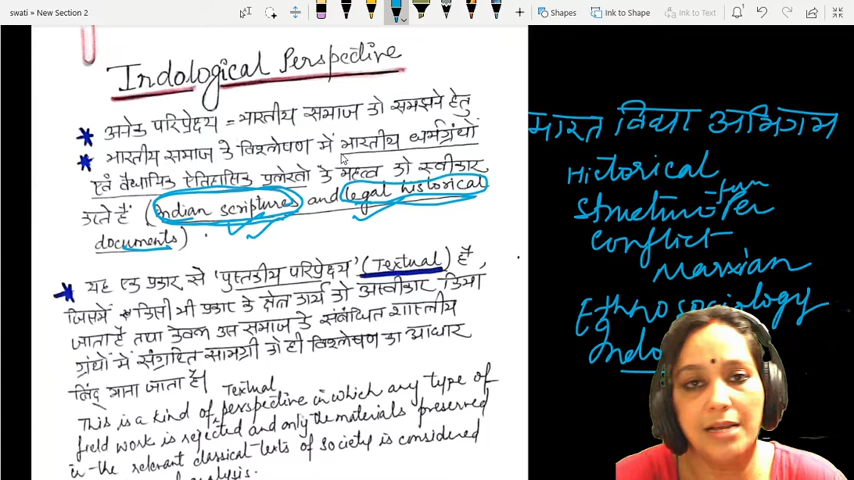 swati » New Section 2
Shapes
Ink to Shape
Ink to Text
Indological Perspective
अनेक परिप्रेक्ष्य = भारतीय समाज को समझने हेतु
भारतीय समाज के विश्लेषण में भारतीय धर्मग्रंथों
एवं वैधानिक ऐतिहासिक प्रलेखों के महत्व को स्वीकार
करते हैं (Indian scriptures and legal historical
documents).
यह एक प्रकार से 'पुस्तकीय परिप्रेक्ष्य' (Textual) है,
जिसमें किसी भी प्रकार के क्षेत्र कार्य को अस्वीकार किया
जाता है तथा केवल उस समाज के संबंधित शास्त्रीय
ग्रंथों में संग्रहित सामग्री को ही विश्लेषण का आधार
बिंदु माना जाता है।
Textual
This is a kind of perspective in which any type of
field work is rejected and only the materials preserved
in the relevant classical texts of society is considered
analysis.
भारत विद्या अभिगम
Historical
Structu-fun
Per
Conflict
Marxian
Ethnosociology
Indo